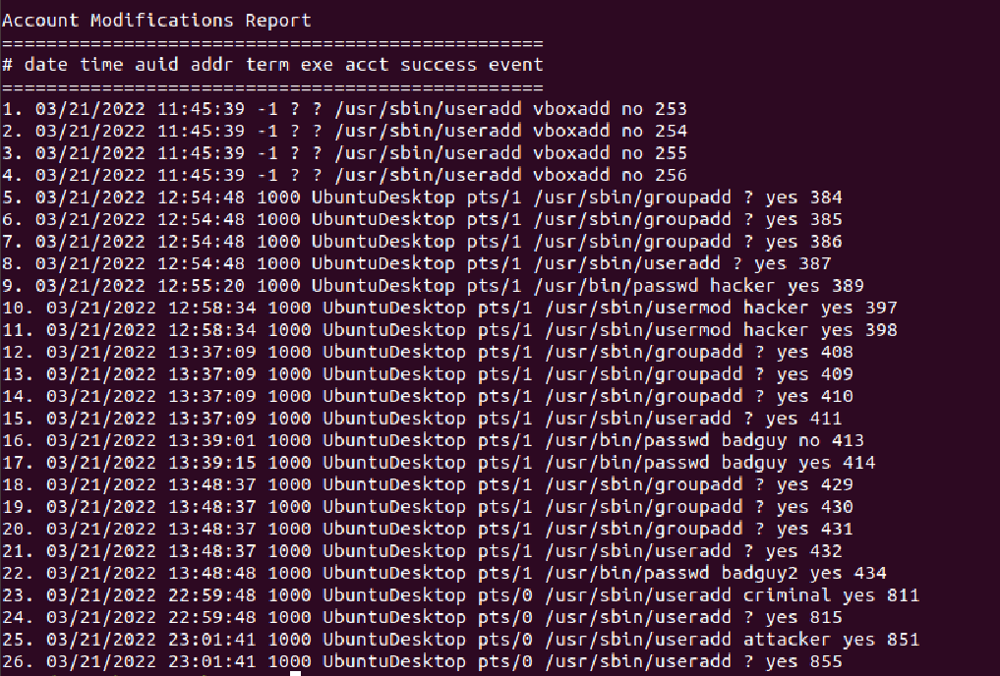 Account Modifications Report
=================================================
# date time auid addr term exe acct success event
=================================================
1. 03/21/2022 11:45:39 -1 ? ? /usr/sbin/useradd vboxadd no 253
2. 03/21/2022 11:45:39 -1 ? ? /usr/sbin/useradd vboxadd no 254
3. 03/21/2022 11:45:39 -1 ? ? /usr/sbin/useradd vboxadd no 255
4. 03/21/2022 11:45:39 -1 ? ? /usr/sbin/useradd vboxadd no 256
5. 03/21/2022 12:54:48 1000 UbuntuDesktop pts/1 /usr/sbin/groupadd ? yes 384
6. 03/21/2022 12:54:48 1000 UbuntuDesktop pts/1 /usr/sbin/groupadd ? yes 385
7. 03/21/2022 12:54:48 1000 UbuntuDesktop pts/1 /usr/sbin/groupadd ? yes 386
8. 03/21/2022 12:54:48 1000 UbuntuDesktop pts/1 /usr/sbin/useradd ? yes 387
9. 03/21/2022 12:55:20 1000 UbuntuDesktop pts/1 /usr/bin/passwd hacker yes 389
10. 03/21/2022 12:58:34 1000 UbuntuDesktop pts/1 /usr/sbin/usermod hacker yes 397
11. 03/21/2022 12:58:34 1000 UbuntuDesktop pts/1 /usr/sbin/usermod hacker yes 398
12. 03/21/2022 13:37:09 1000 UbuntuDesktop pts/1 /usr/sbin/groupadd ? yes 408
13. 03/21/2022 13:37:09 1000 UbuntuDesktop pts/1 /usr/sbin/groupadd ? yes 409
14. 03/21/2022 13:37:09 1000 UbuntuDesktop pts/1 /usr/sbin/groupadd ? yes 410
15. 03/21/2022 13:37:09 1000 UbuntuDesktop pts/1 /usr/sbin/useradd ? yes 411
16. 03/21/2022 13:39:01 1000 UbuntuDesktop pts/1 /usr/bin/passwd badguy no 413
17. 03/21/2022 13:39:15 1000 UbuntuDesktop pts/1 /usr/bin/passwd badguy yes 414
18. 03/21/2022 13:48:37 1000 UbuntuDesktop pts/1 /usr/sbin/groupadd ? yes 429
19. 03/21/2022 13:48:37 1000 UbuntuDesktop pts/1 /usr/sbin/groupadd ? yes 430
20. 03/21/2022 13:48:37 1000 UbuntuDesktop pts/1 /usr/sbin/groupadd ? yes 431
21. 03/21/2022 13:48:37 1000 UbuntuDesktop pts/1 /usr/sbin/useradd ? yes 432
22. 03/21/2022 13:48:48 1000 UbuntuDesktop pts/1 /usr/bin/passwd badguy2 yes 434
23. 03/21/2022 22:59:48 1000 UbuntuDesktop pts/0 /usr/sbin/useradd criminal yes 811
24. 03/21/2022 22:59:48 1000 UbuntuDesktop pts/0 /usr/sbin/useradd ? yes 815
25. 03/21/2022 23:01:41 1000 UbuntuDesktop pts/0 /usr/sbin/useradd attacker yes 851
26. 03/21/2022 23:01:41 1000 UbuntuDesktop pts/0 /usr/sbin/useradd ? yes 855